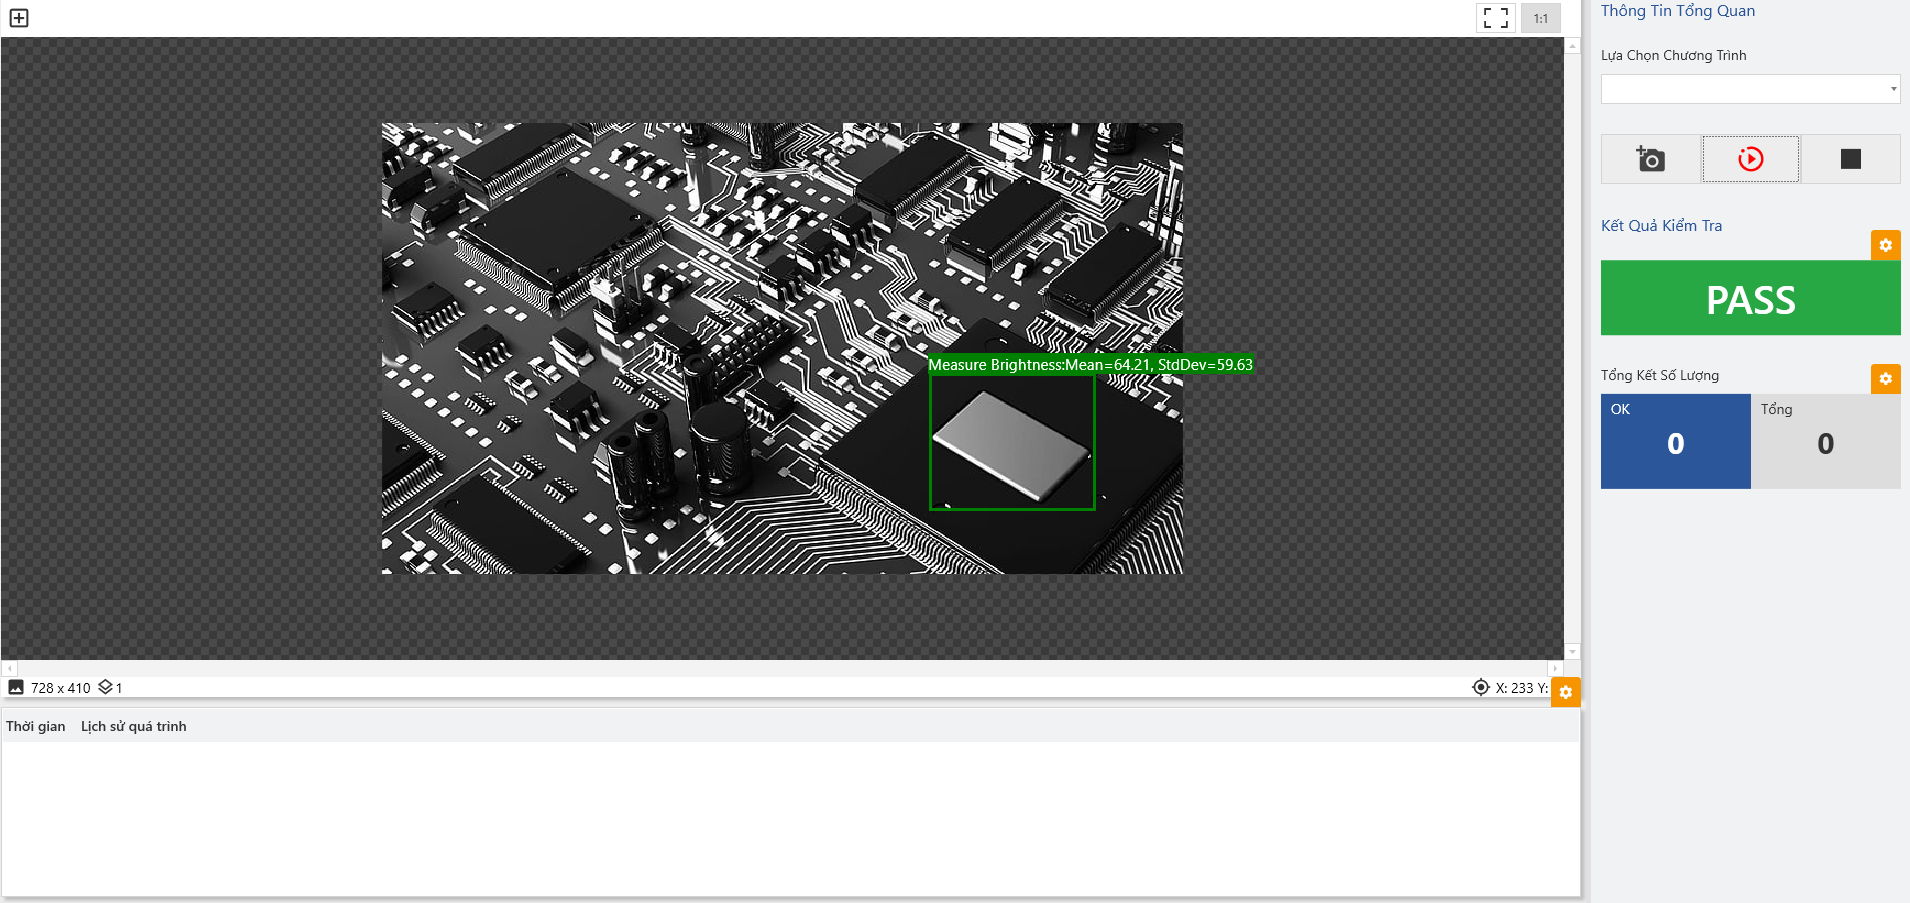 1:1
Thông Tin Tổng Quan
Lựa Chọn Chương Trình
Kết Quả Kiểm Tra
PASS
Measure Brightness:Mean=64.21, StdDev=59.63
Tổng Kết Số Lượng
OK
0
Tổng
0
728 x 410 1
X: 233 Y:
Thời gian Lịch sử quá trình